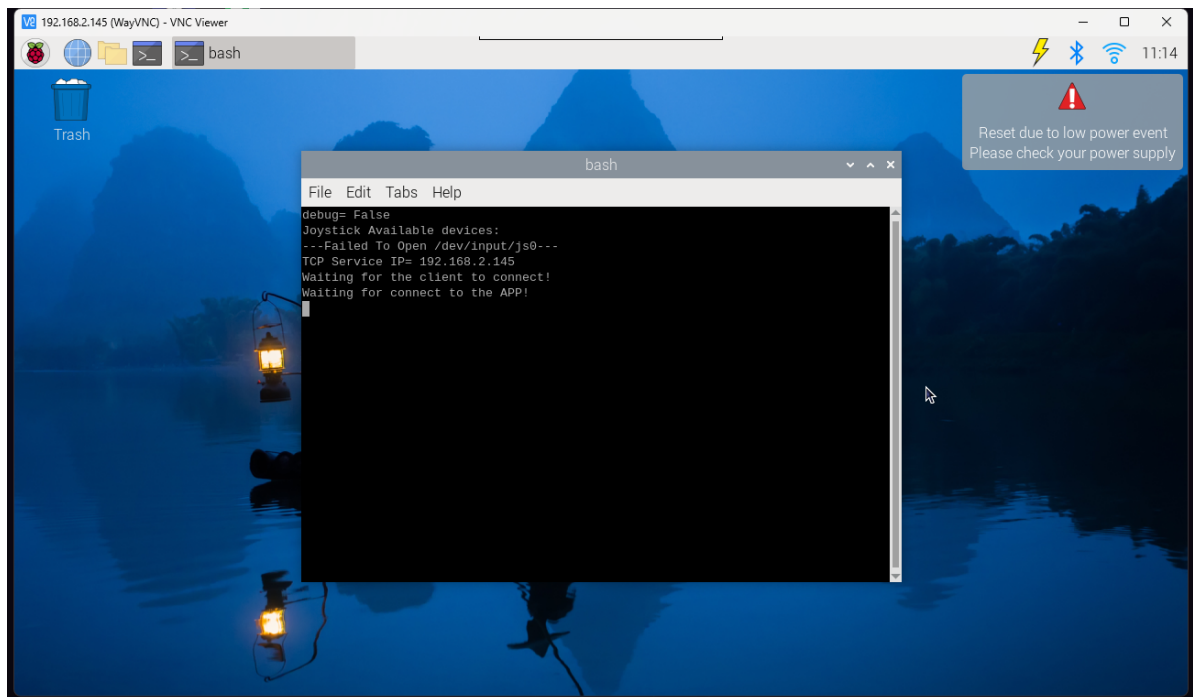 192.168.2.145 (WayVNC) - VNC Viewer
bash
11:14
Trash
Reset due to low power event
Please check your power supply
bash
File Edit Tabs Help
debug= False
Joystick Available devices:
---Failed To Open /dev/input/js0---
TCP Service IP= 192.168.2.145
Waiting for the client to connect!
Waiting for connect to the APP!